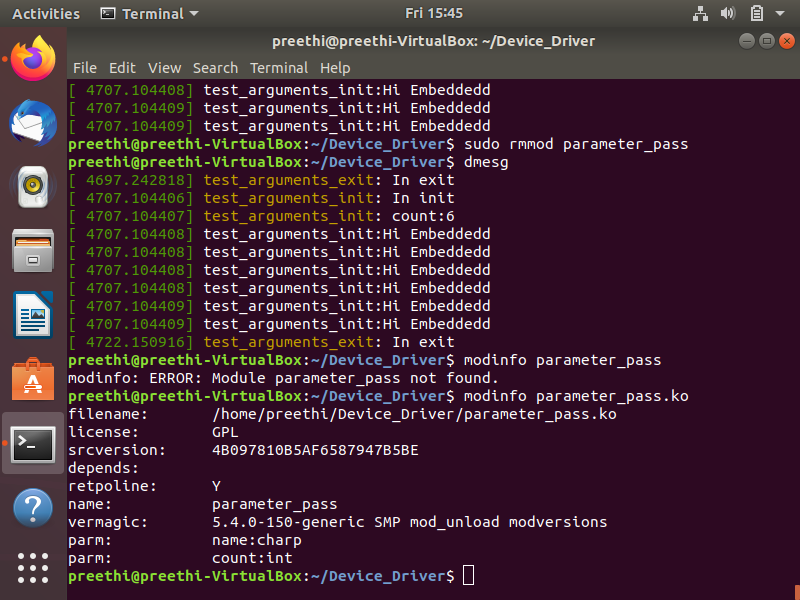 Activities Terminal Fri 15:45
preethi@preethi-VirtualBox: ~/Device_Driver
File Edit View Search Terminal Help
[ 4707.104408] test_arguments_init:Hi Embeddedd
[ 4707.104409] test_arguments_init:Hi Embeddedd
[ 4707.104409] test_arguments_init:Hi Embeddedd
preethi@preethi-VirtualBox:~/Device_Driver$ sudo rmmod parameter_pass
preethi@preethi-VirtualBox:~/Device_Driver$ dmesg
[ 4697.242818] test_arguments_exit: In exit
[ 4707.104406] test_arguments_init: In init
[ 4707.104407] test_arguments_init: count:6
[ 4707.104408] test_arguments_init:Hi Embeddedd
[ 4707.104408] test_arguments_init:Hi Embeddedd
[ 4707.104408] test_arguments_init:Hi Embeddedd
[ 4707.104408] test_arguments_init:Hi Embeddedd
[ 4707.104409] test_arguments_init:Hi Embeddedd
[ 4707.104409] test_arguments_init:Hi Embeddedd
[ 4722.150916] test_arguments_exit: In exit
preethi@preethi-VirtualBox:~/Device_Driver$ modinfo parameter_pass
modinfo: ERROR: Module parameter_pass not found.
preethi@preethi-VirtualBox:~/Device_Driver$ modinfo parameter_pass.ko
filename: /home/preethi/Device_Driver/parameter_pass.ko
license: GPL
srcversion: 4B097810B5AF6587947B5BE
depends:
retpoline: Y
name: parameter_pass
vermagic: 5.4.0-150-generic SMP mod_unload modversions
parm: name:charp
parm: count:int
preethi@preethi-VirtualBox:~/Device_Driver$